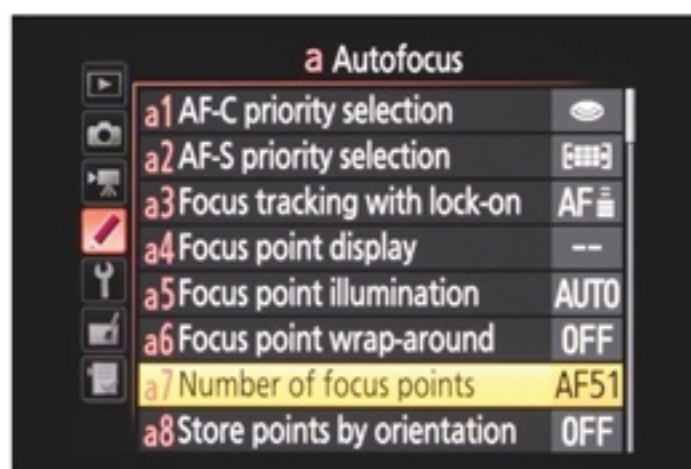 a Autofocus
a1 AF-C priority selection
a2 AF-S priority selection
a3 Focus tracking with lock-on AF
a4 Focus point display --
a5 Focus point illumination AUTO
a6 Focus point wrap-around OFF
a7 Number of focus points AF51
a8 Store points by orientation OFF